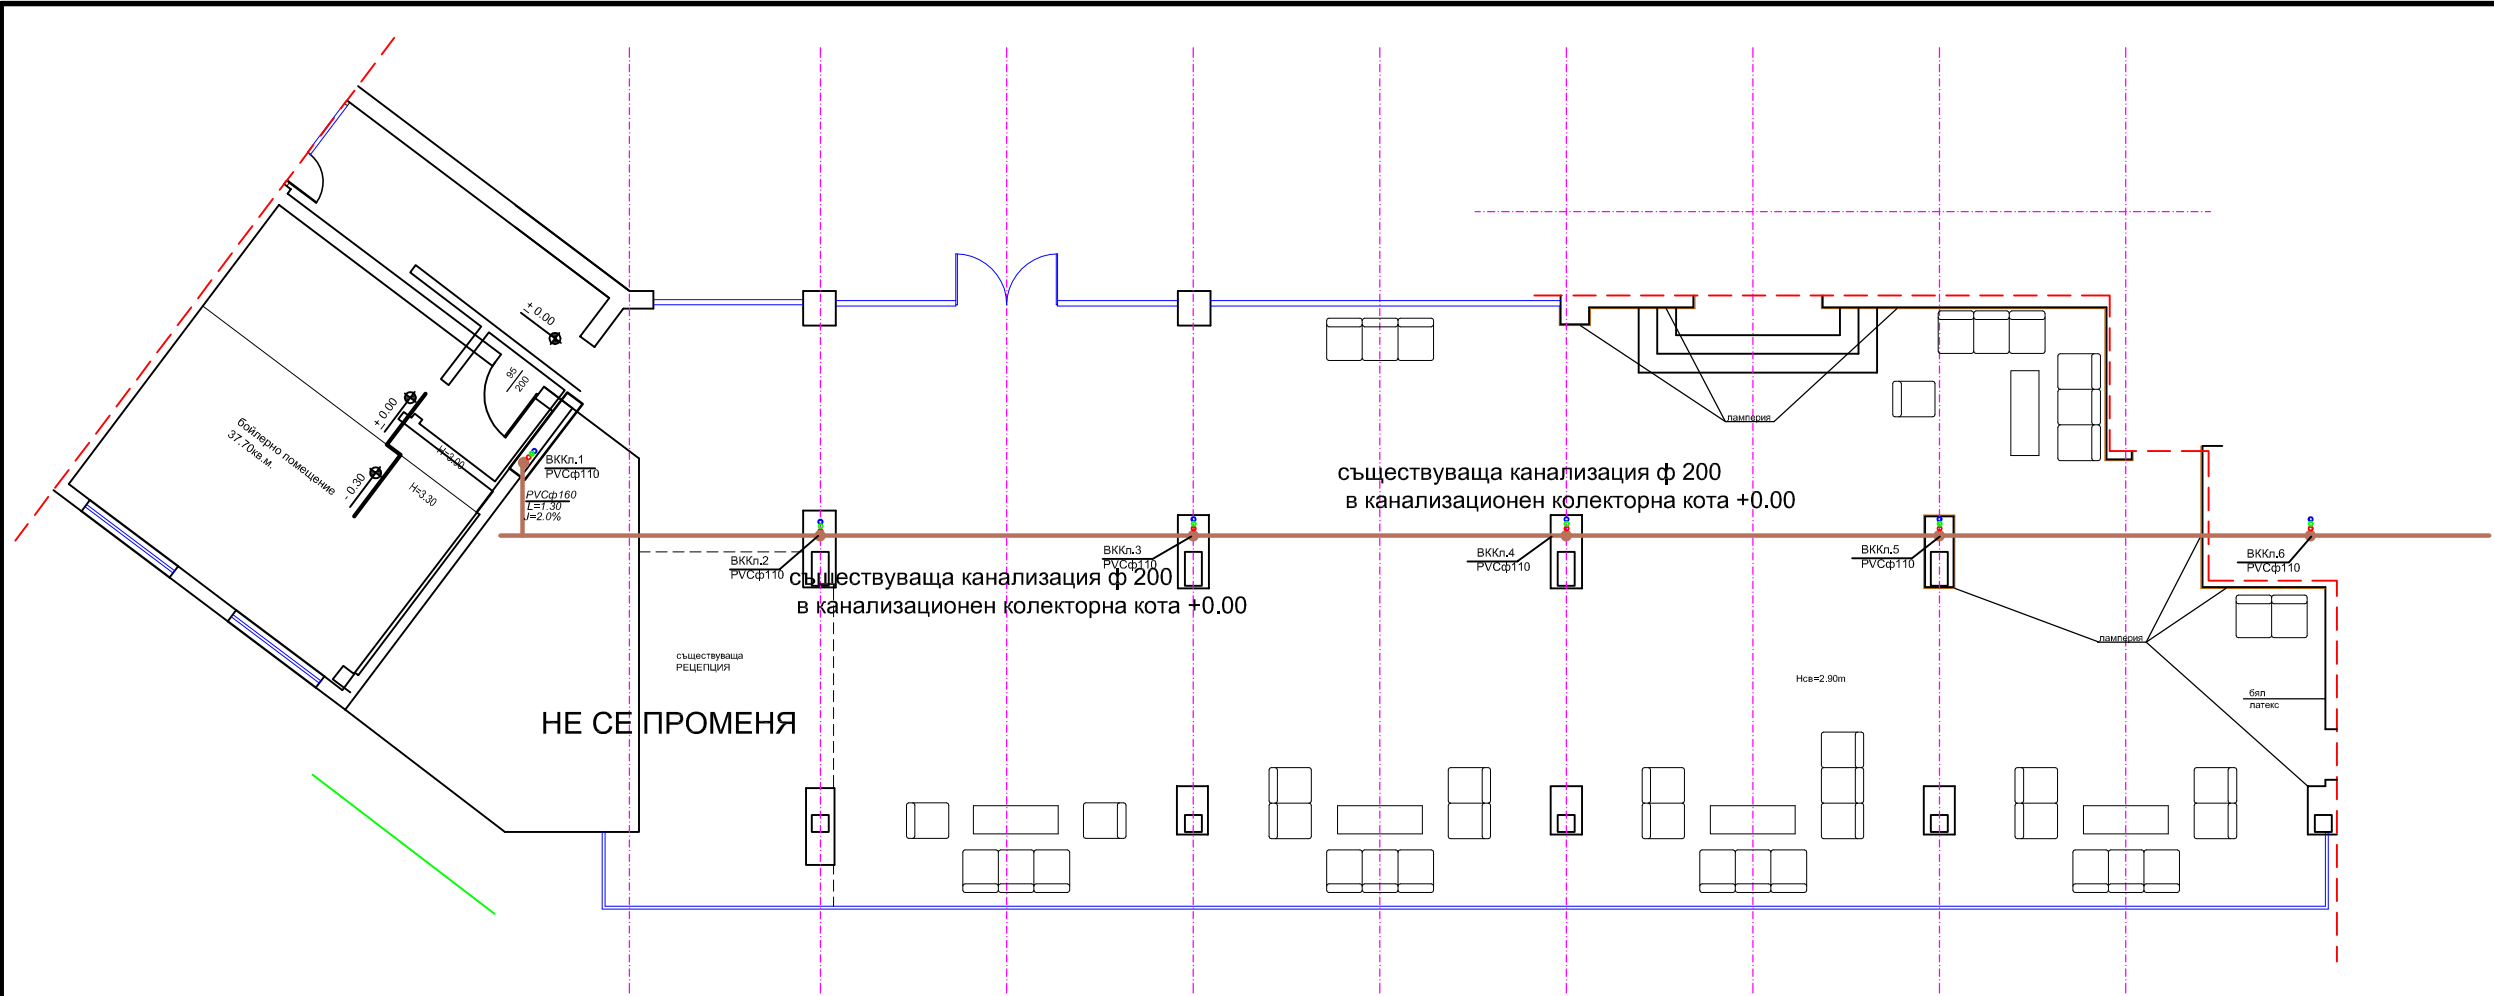 ± 0.00
95
200
± 0.00
бойлерно помещение
37.70кв.м.
H=3.00
H=3.30
- 0.30
ВККл.1
PVCф110
PVCф160
L=1.30
J=2.0%
ламперия
съществуваща канализация ф 200
в канализационен колекторна кота +0.00
ВККл.2
PVCф110
ВККл.3
PVCф110
ВККл.4
PVCф110
ВККл.5
PVCф110
ВККл.6
PVCф110
съществуваща канализация ф 200
в канализационен колекторна кота +0.00
съществуваща
РЕЦЕПЦИЯ
ламперия
Hсв=2.90m
бял
латекс
НЕ СЕ ПРОМЕНЯ